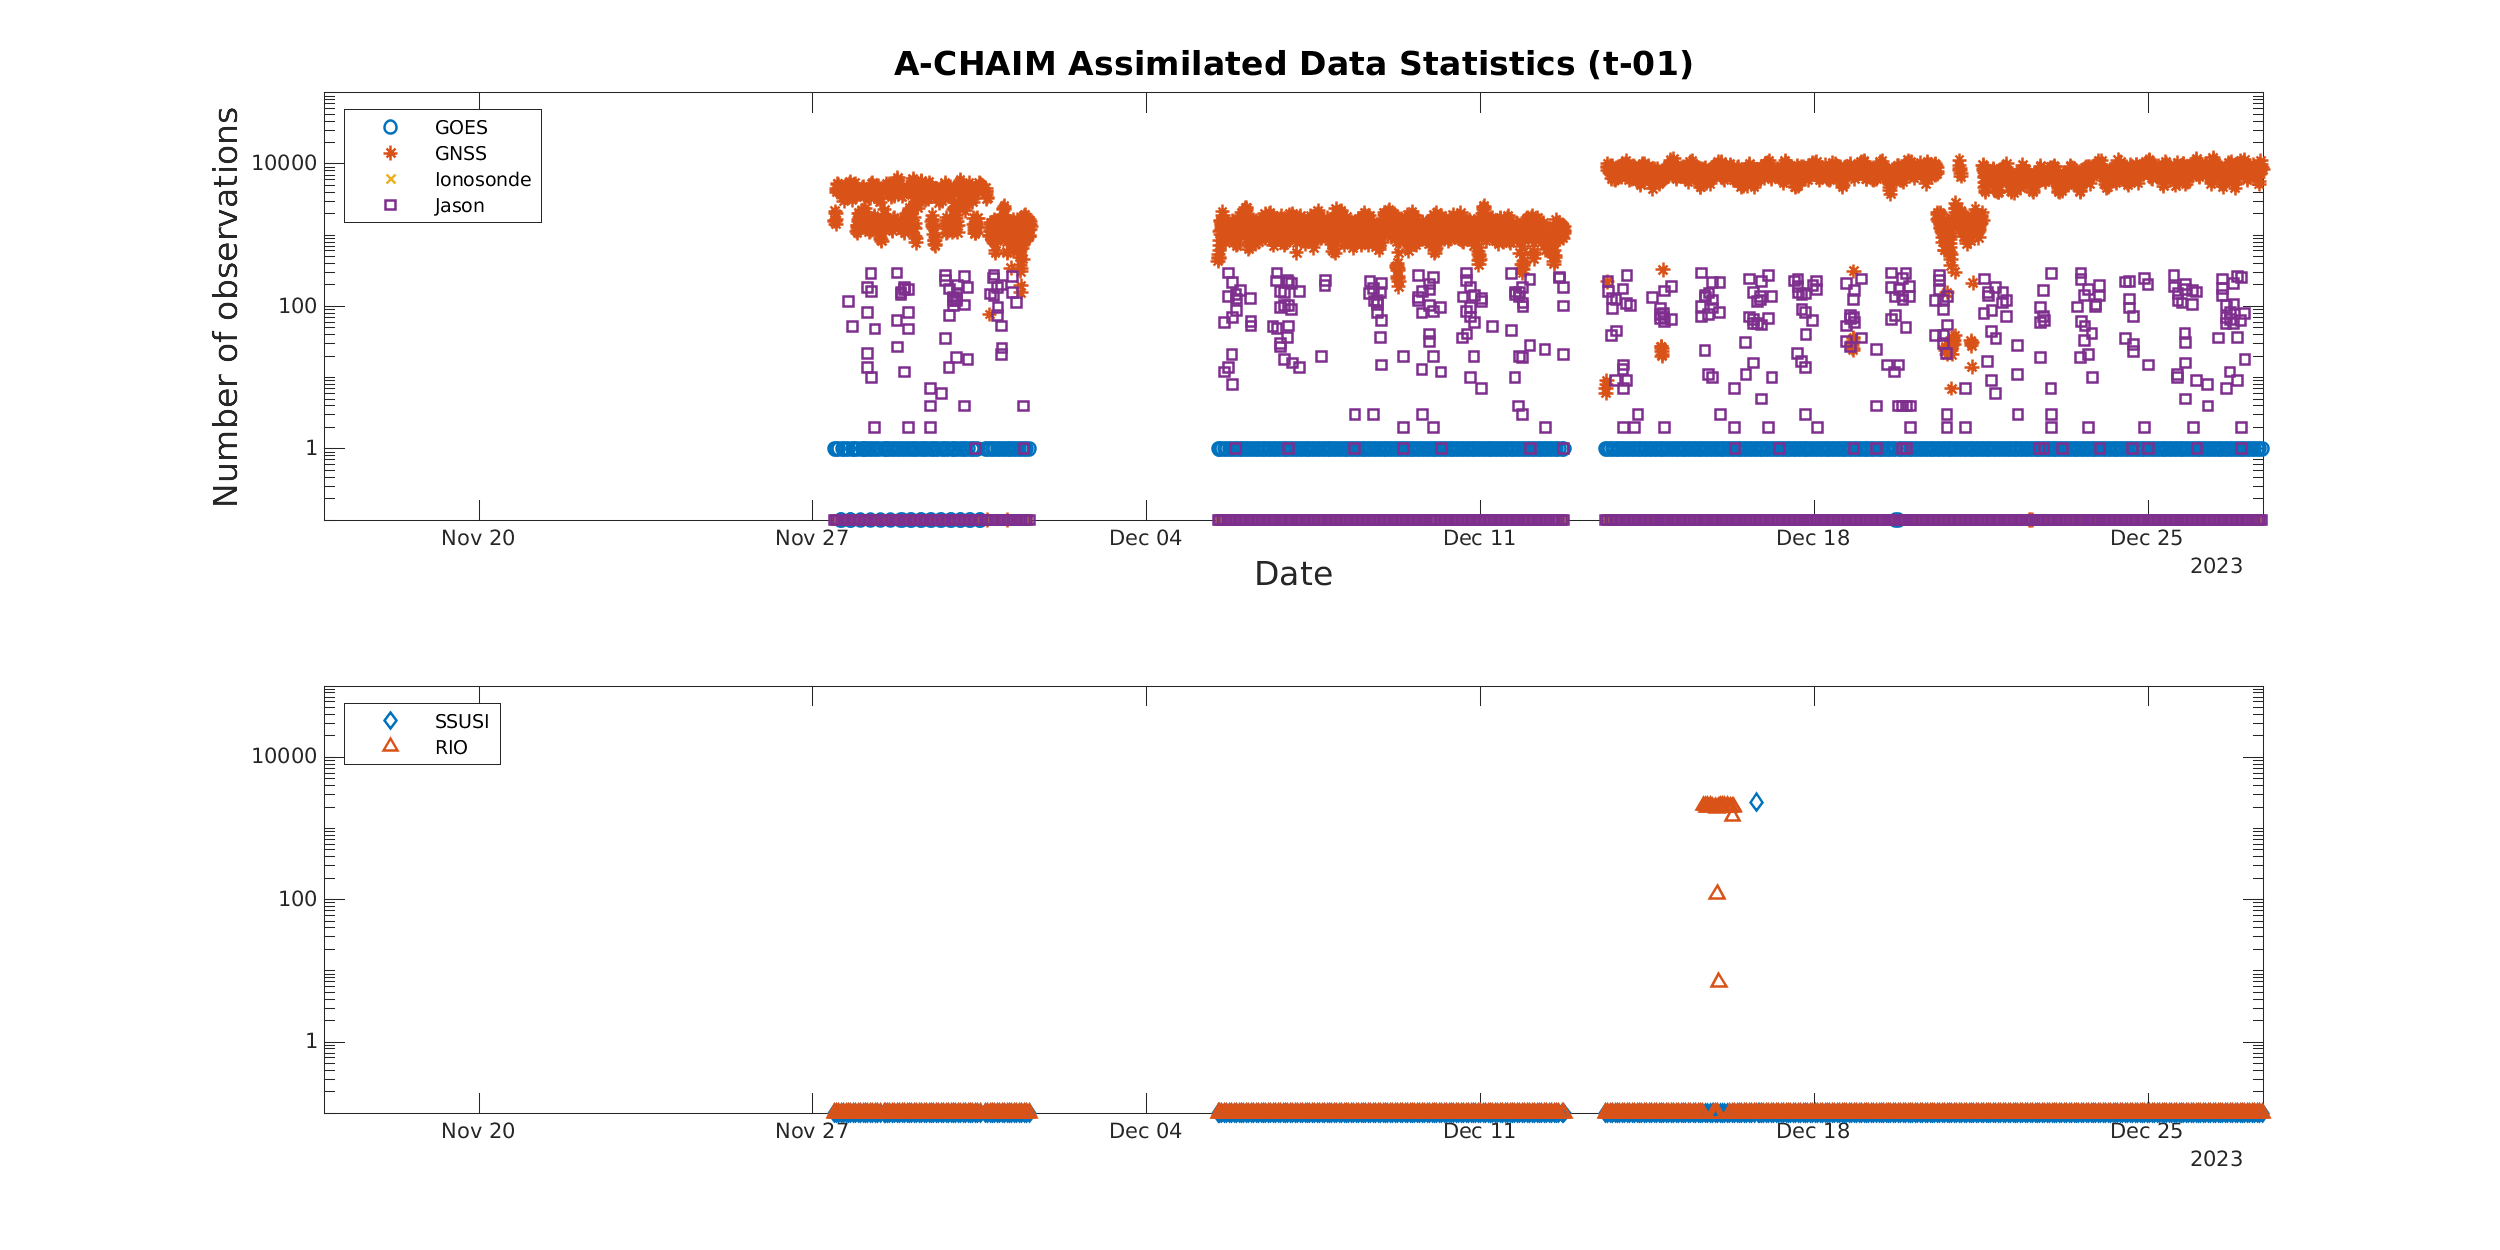 A-CHAIM Assimilated Data Statistics (t-01)
Number of observations
10000
100
1
GOES
GNSS
Ionosonde
Jason
Nov 20
Nov 27
Dec 04
Dec 11
Dec 18
Dec 25
2023
Date
10000
100
1
SSUSI
RIO
Nov 20
Nov 27
Dec 04
Dec 11
Dec 18
Dec 25
2023